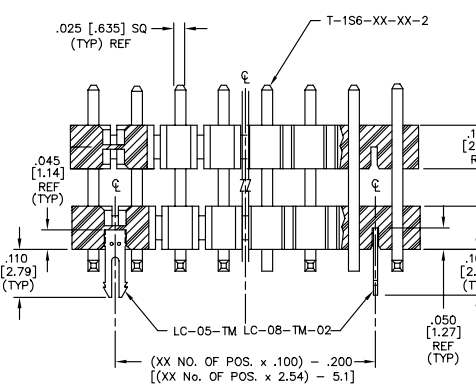 .025 [.635] SQ
(TYP) REF
T-1S6-XX-XX-2
.045
[1.14]
REF
(TYP)
.110
[2.79]
(TYP)
LC-05-TM
LC-08-TM-02
.050
[1.27]
REF
(TYP)
(XX NO. OF POS. x .100) - .200
[(XX No. OF POS. x 2.54) - 5.1]